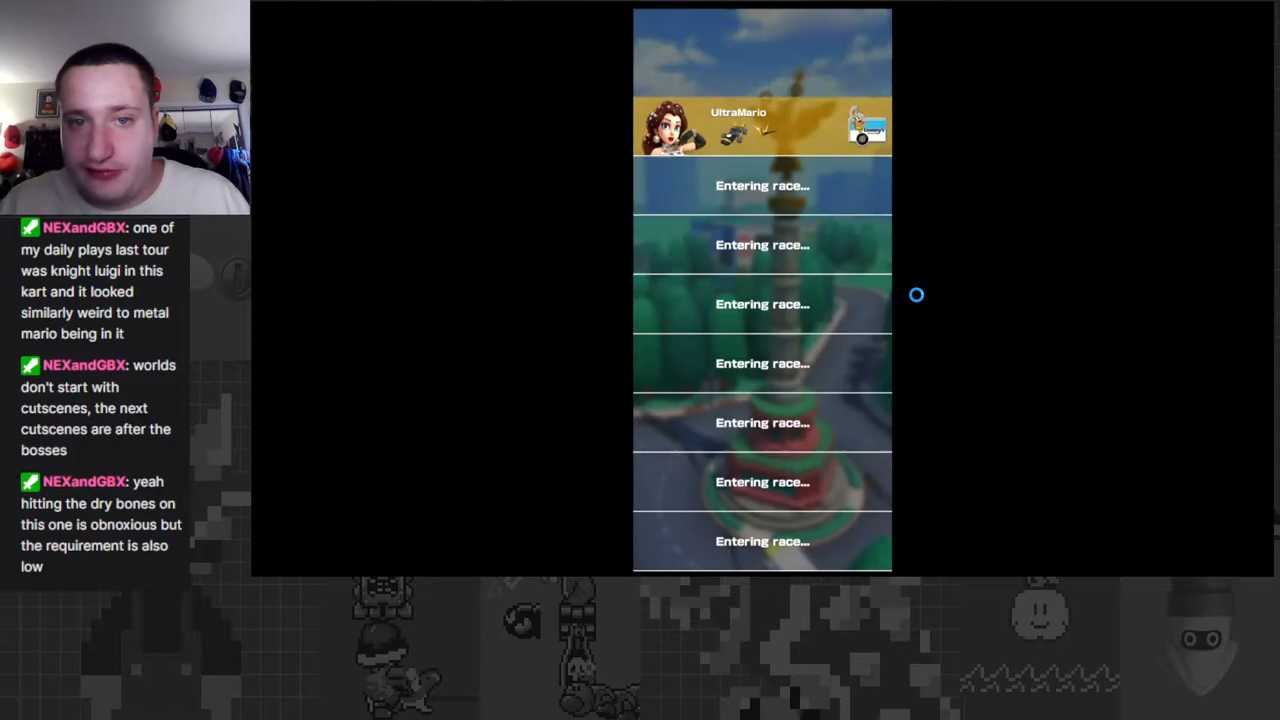 NEXandGBX: one of
my daily plays last tour
was knight luigi in this
kart and it looked
similarly weird to metal
mario being in it
NEXandGBX: worlds
don't start with
cutscenes, the next
cutscenes are after the
bosses
NEXandGBX: yeah
hitting the dry bones on
this one is obnoxious but
the requirement is also
low
UltraMario
Entering race...
Entering race...
Entering race...
Entering race...
Entering race...
Entering race...
Entering race...